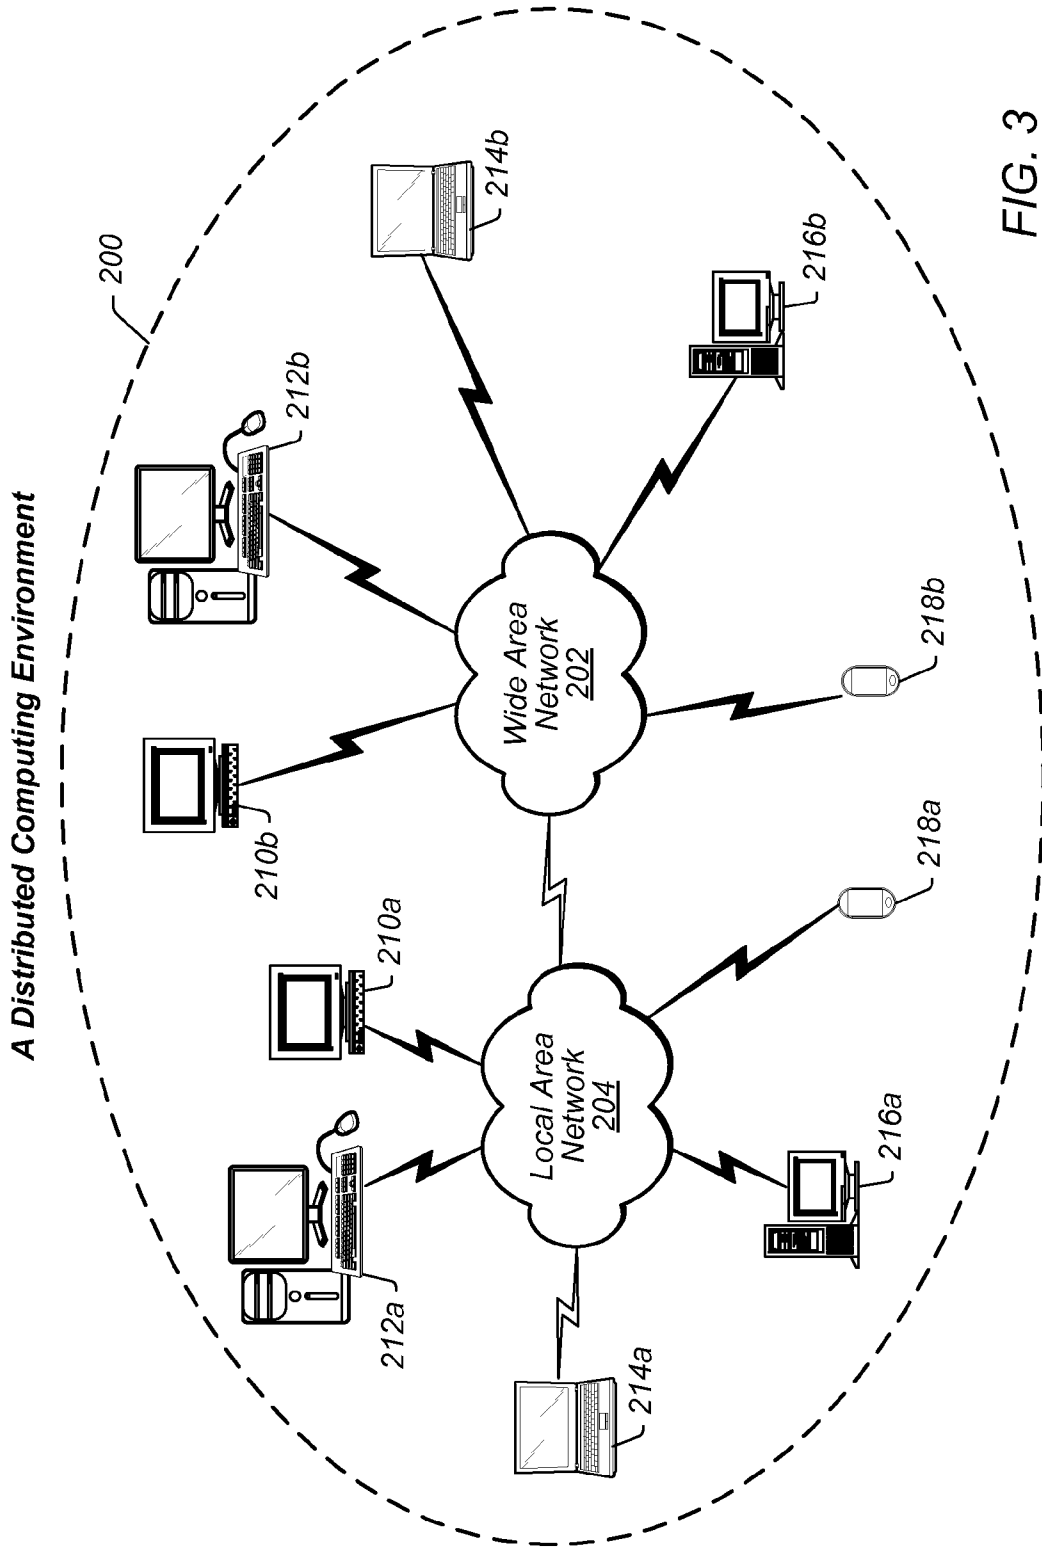 A Distributed Computing Environment
200
210b
212b
214b
212a
210a
Wide Area
Network
202
Local Area
Network
204
214a
216a
218a
218b
216b
FIG. 3